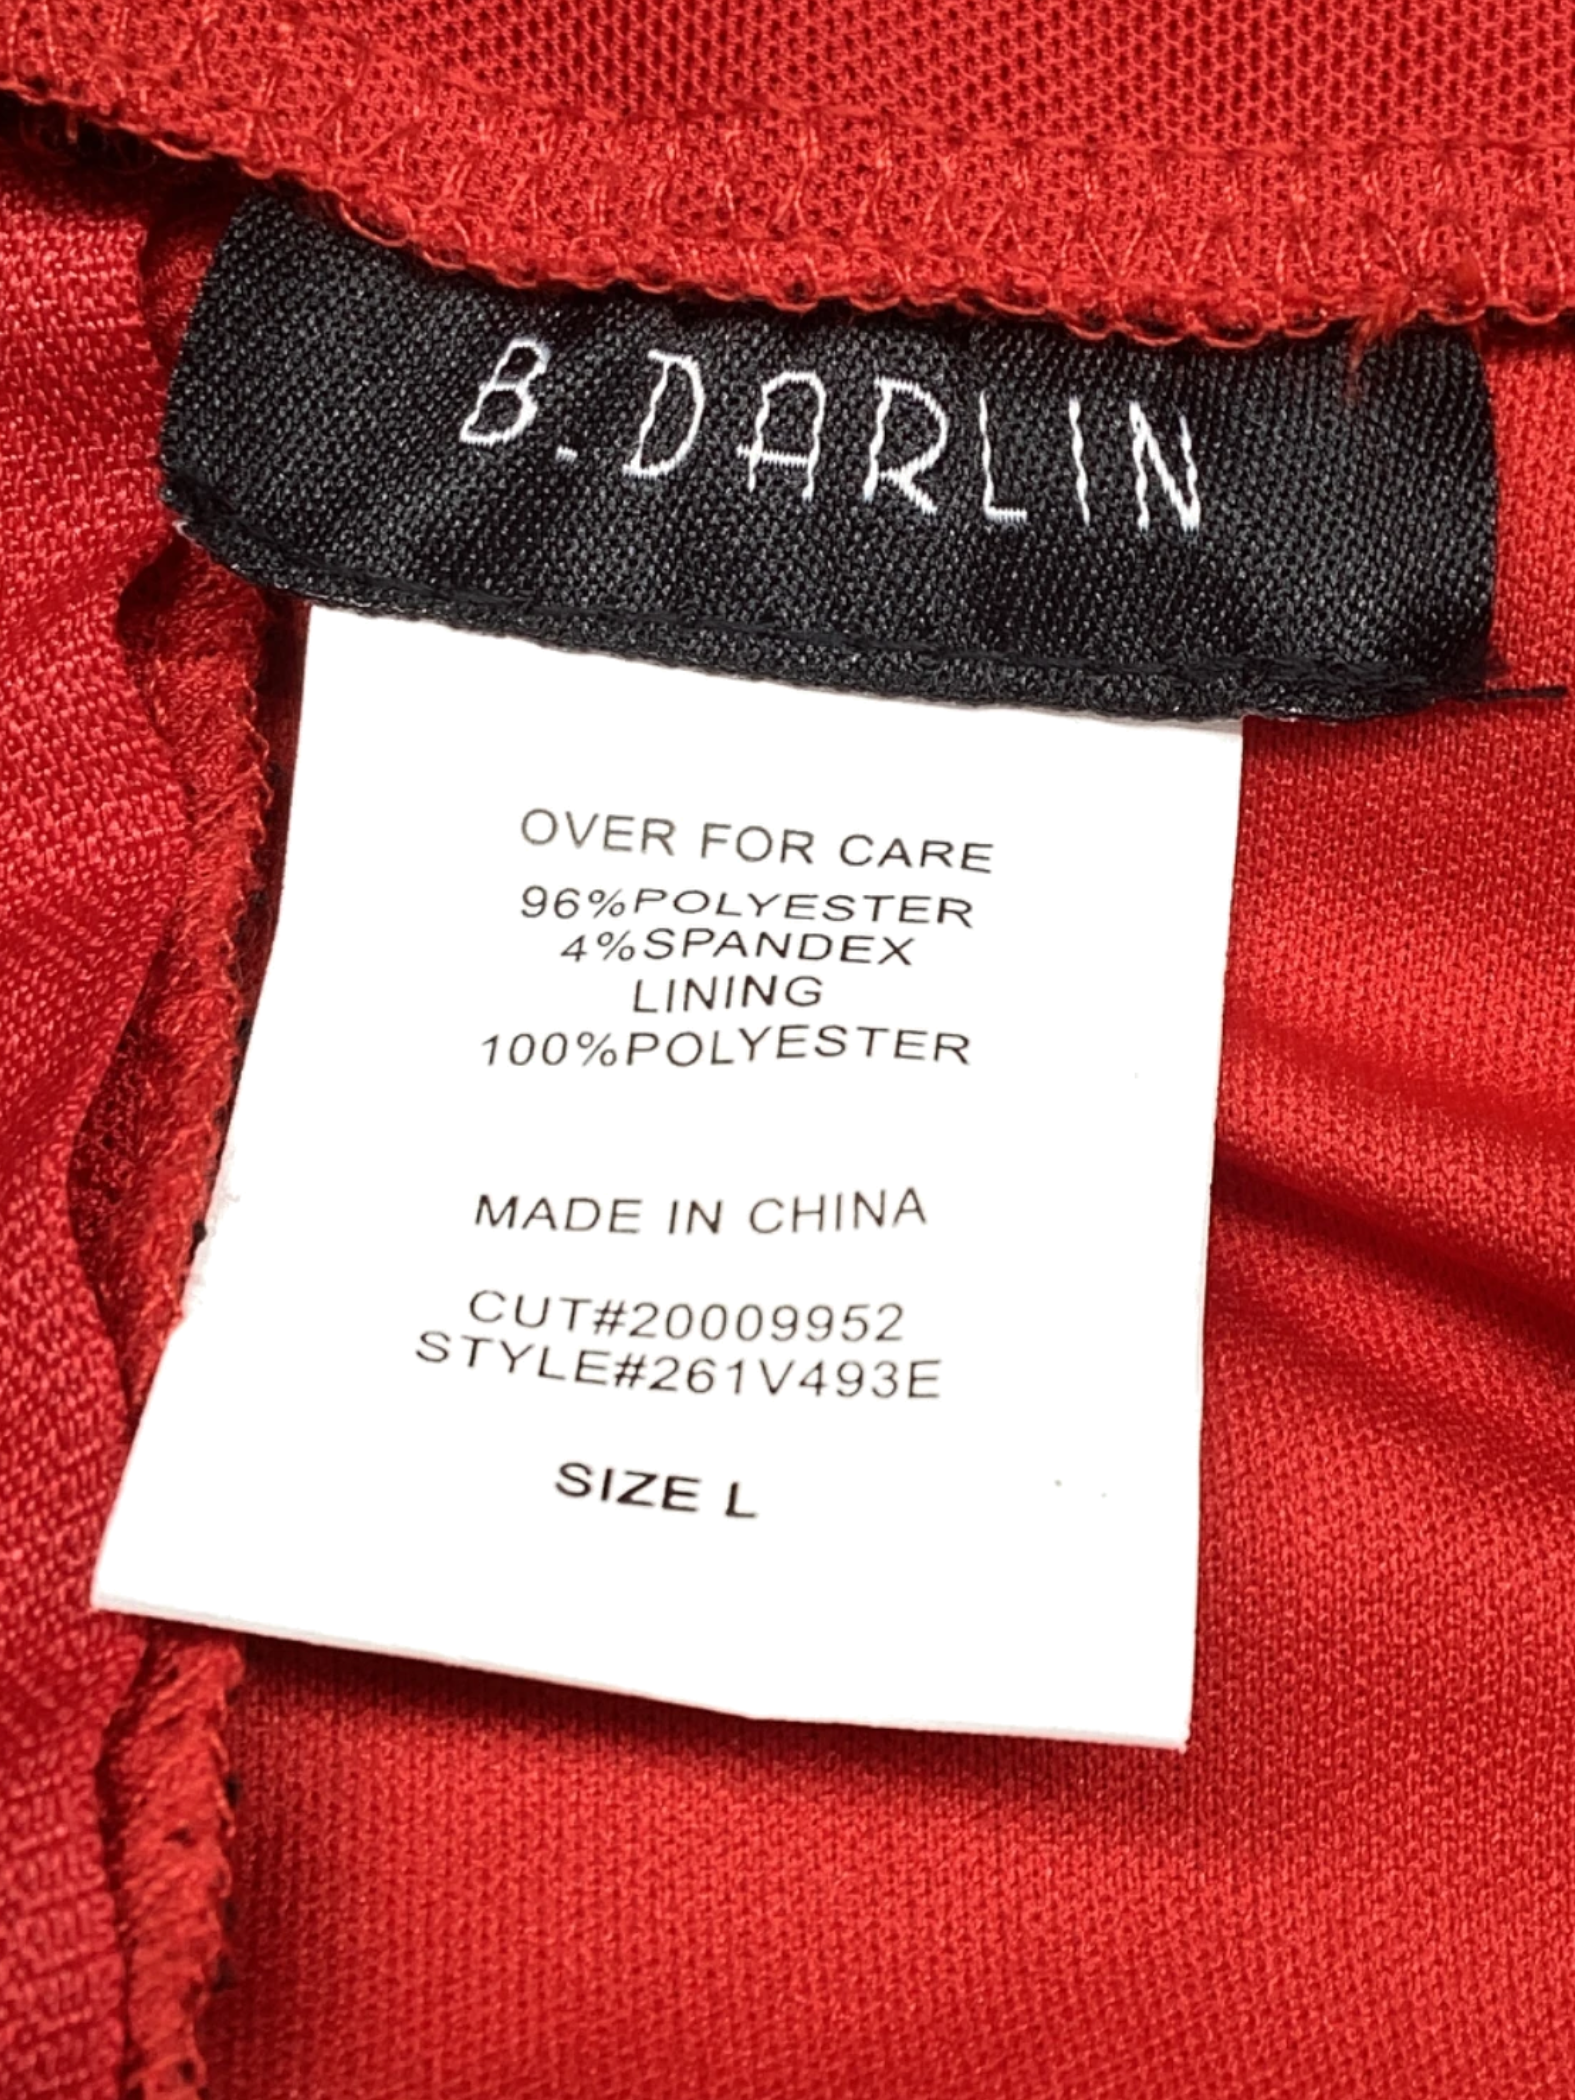 B. DARLIN
OVER FOR CARE
96%POLYESTER
4%SPANDEX
LINING
100%POLYESTER
MADE IN CHINA
CUT#20009952
STYLE#261V493E
SIZE L